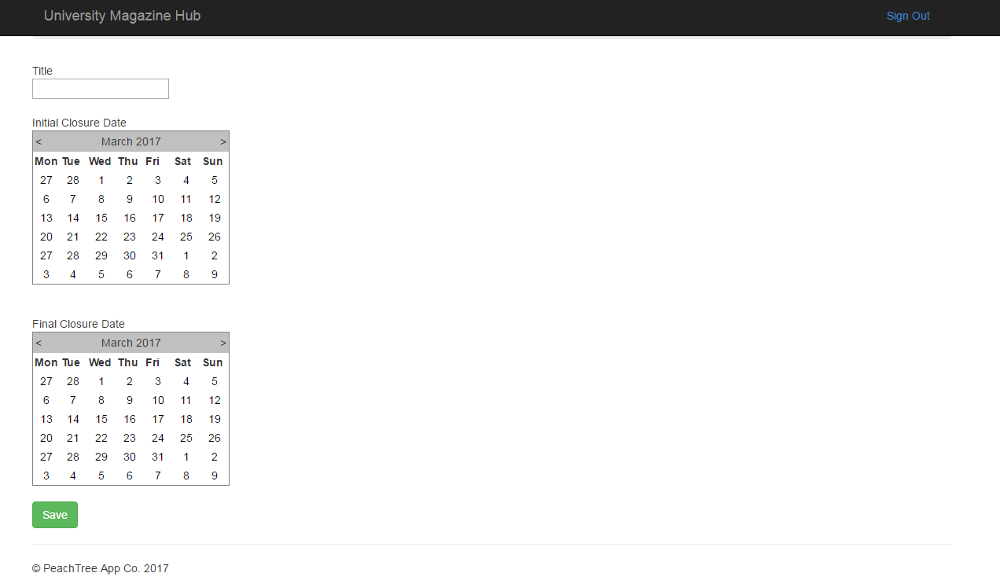 University Magazine Hub Sign Out
Title
Initial Closure Date
< March 2017 >
Mon Tue Wed Thu Fri Sat Sun
27 28 1 2 3 4 5
6 7 8 9 10 11 12
13 14 15 16 17 18 19
20 21 22 23 24 25 26
27 28 29 30 31 1 2
3 4 5 6 7 8 9
Final Closure Date
< March 2017 >
Mon Tue Wed Thu Fri Sat Sun
27 28 1 2 3 4 5
6 7 8 9 10 11 12
13 14 15 16 17 18 19
20 21 22 23 24 25 26
27 28 29 30 31 1 2
3 4 5 6 7 8 9
Save
© PeachTree App Co. 2017